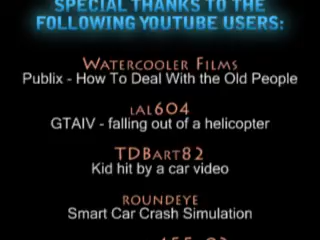 SPECIAL THANKS TO THE
FOLLOWING YOUTUBE USERS:
WATERCOOLER FILMS
Publix - How To Deal With the Old People
LAL604
GTAIV - falling out of a helicopter
TDBART82
Kid hit by a car video
ROUNDEYE
Smart Car Crash Simulation